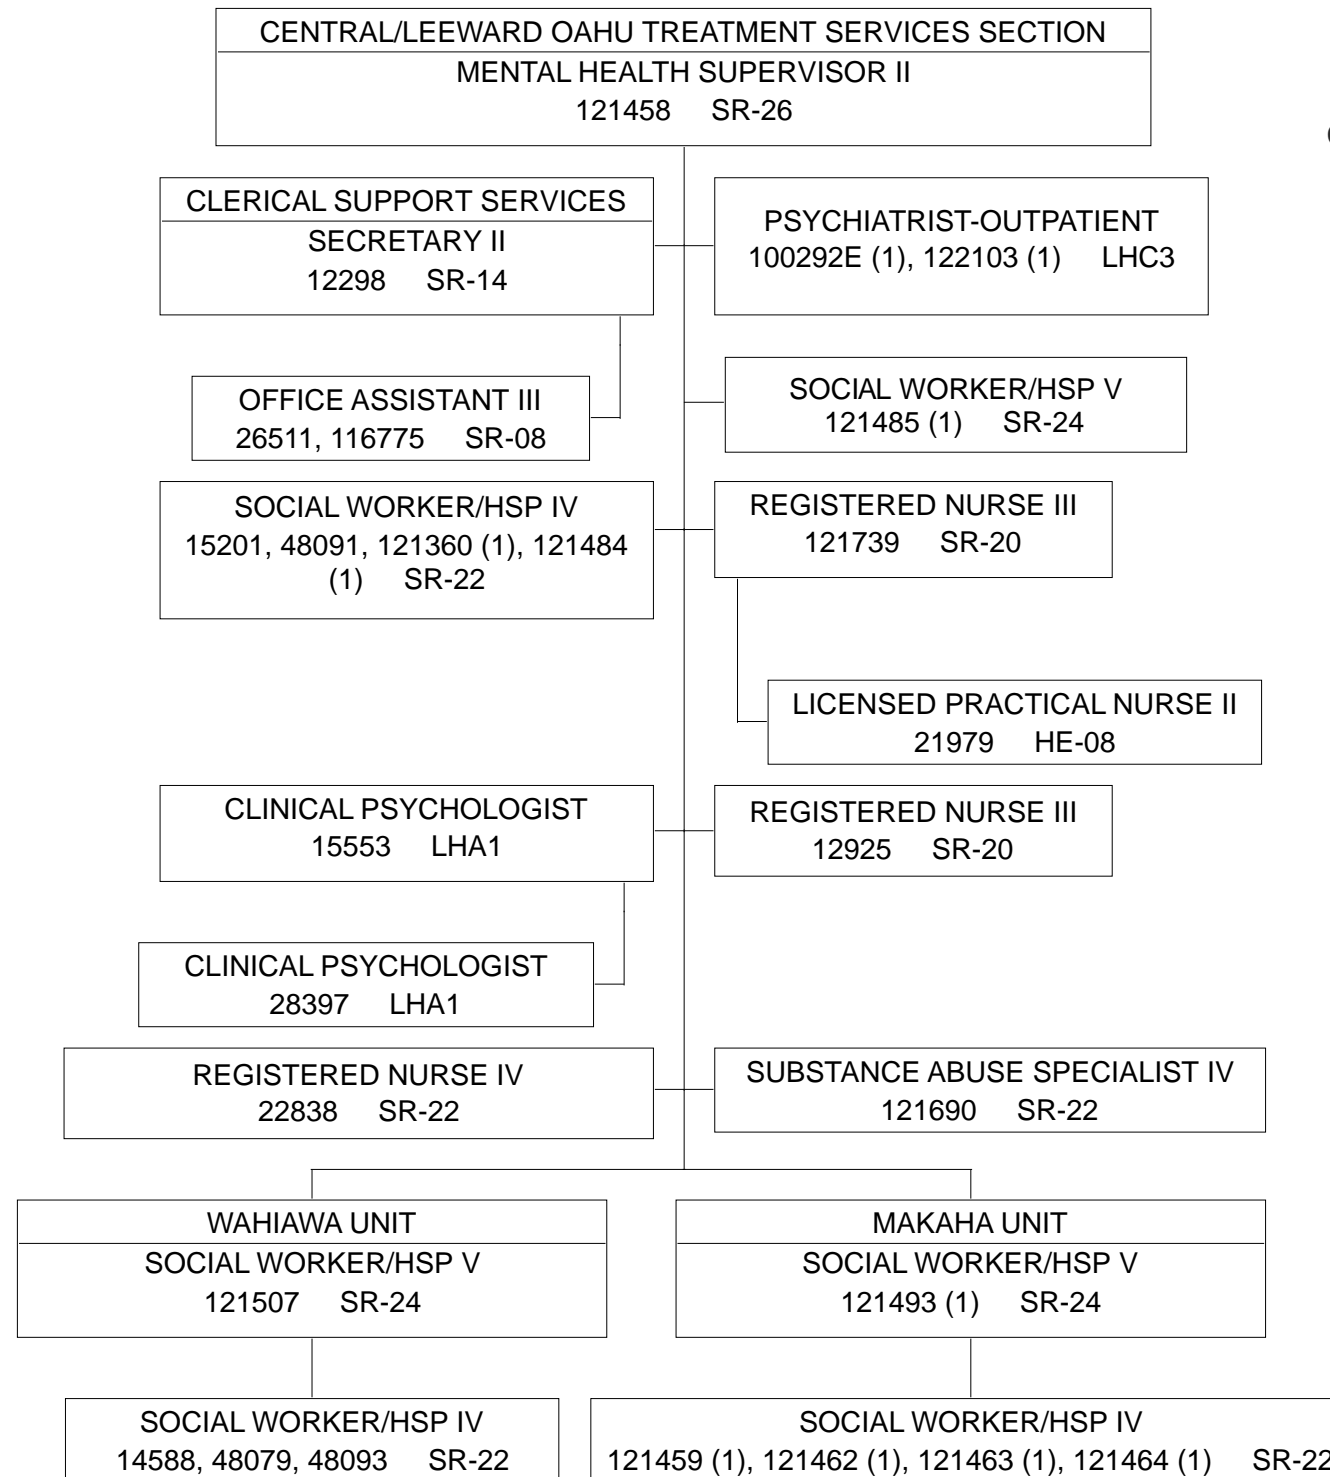 CENTRAL/LEEWARD OAHU TREATMENT SERVICES SECTION
MENTAL HEALTH SUPERVISOR II
121458 SR-26
CLERICAL SUPPORT SERVICES
SECRETARY II
12298 SR-14
PSYCHIATRIST-OUTPATIENT
100292E (1), 122103 (1) LHC3
OFFICE ASSISTANT III
26511, 116775 SR-08
SOCIAL WORKER/HSP V
121485 (1) SR-24
SOCIAL WORKER/HSP IV
15201, 48091, 121360 (1), 121484
(1) SR-22
REGISTERED NURSE III
121739 SR-20
LICENSED PRACTICAL NURSE II
21979 HE-08
CLINICAL PSYCHOLOGIST
15553 LHA1
REGISTERED NURSE III
12925 SR-20
CLINICAL PSYCHOLOGIST
28397 LHA1
REGISTERED NURSE IV
22838 SR-22
SUBSTANCE ABUSE SPECIALIST IV
121690 SR-22
WAHIAWA UNIT
SOCIAL WORKER/HSP V
121507 SR-24
MAKAHA UNIT
SOCIAL WORKER/HSP V
121493 (1) SR-24
SOCIAL WORKER/HSP IV
14588, 48079, 48093 SR-22
SOCIAL WORKER/HSP IV
121459 (1), 121462 (1), 121463 (1), 121464 (1) SR-22